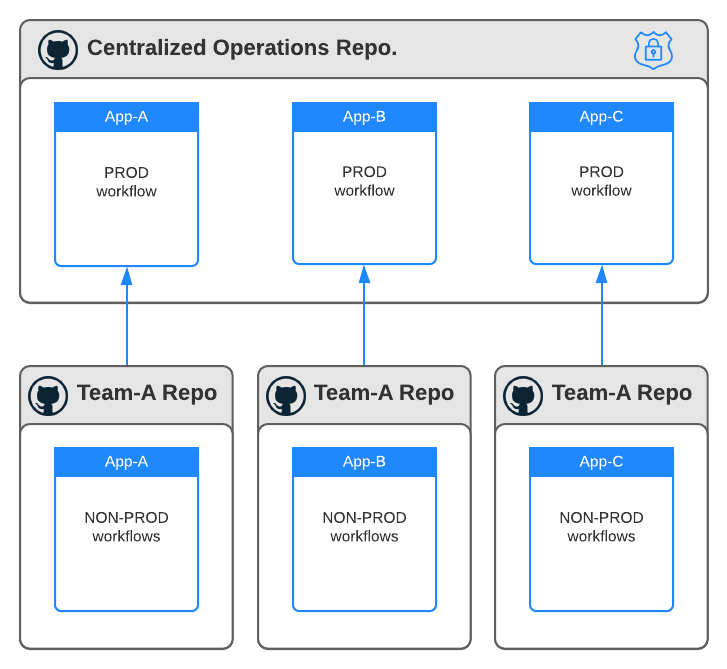 Centralized Operations Repo.
App-A
App-B
App-C
PROD
workflow
PROD
workflow
PROD
workflow
Team-A Repo
Team-A Repo
Team-A Repo
App-A
App-B
App-C
NON-PROD
workflows
NON-PROD
workflows
NON-PROD
workflows